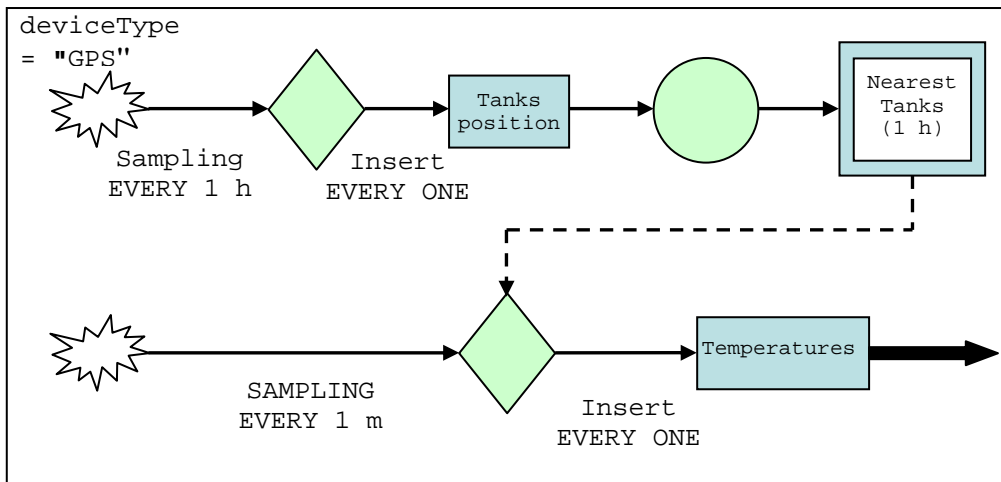 deviceType
= "GPS"
Sampling
EVERY 1 h
Insert
EVERY ONE
Tanks
position
Nearest
Tanks
(1 h)
SAMPLING
EVERY 1 m
Insert
EVERY ONE
Temperatures